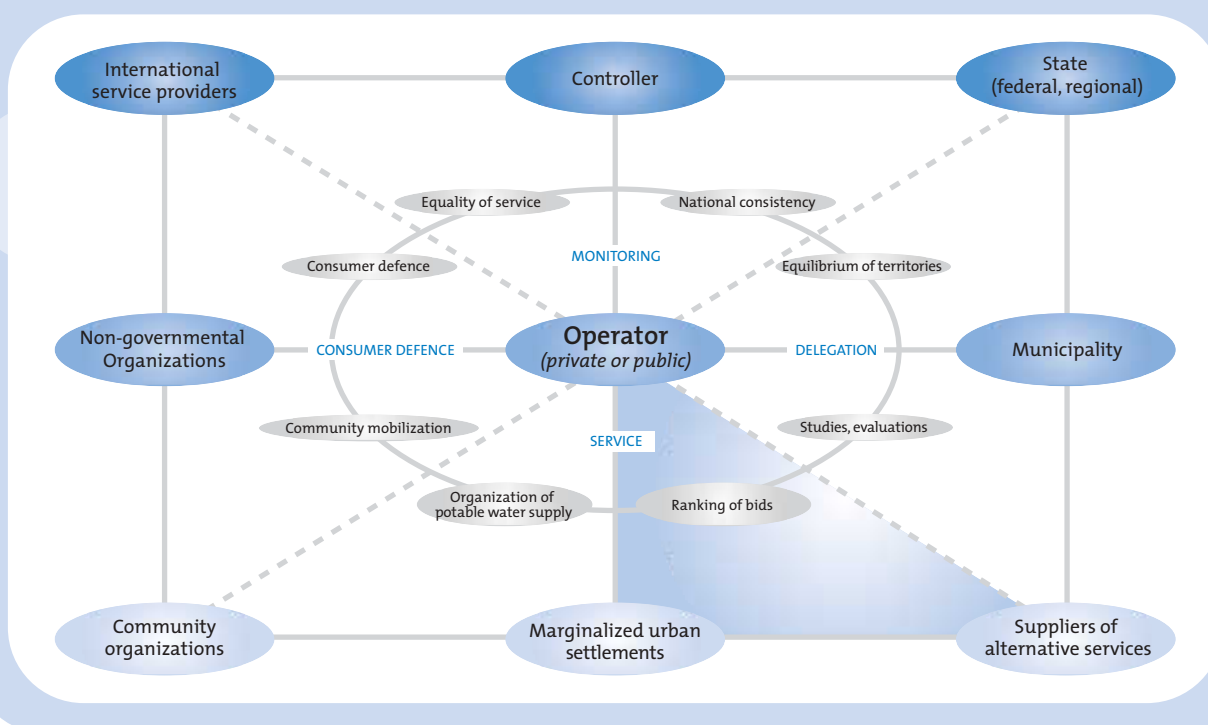 International
service providers
Controller
State
(federal, regional)
Equality of service
National consistency
MONITORING
Consumer defence
Equilibrium of territories
Non-governmental
Organizations
CONSUMER DEFENCE
Operator
(private or public)
DELEGATION
Municipality
Community mobilization
SERVICE
Studies, evaluations
Organization of
potable water supply
Ranking of bids
Community
organizations
Marginalized urban
settlements
Suppliers of
alternative services